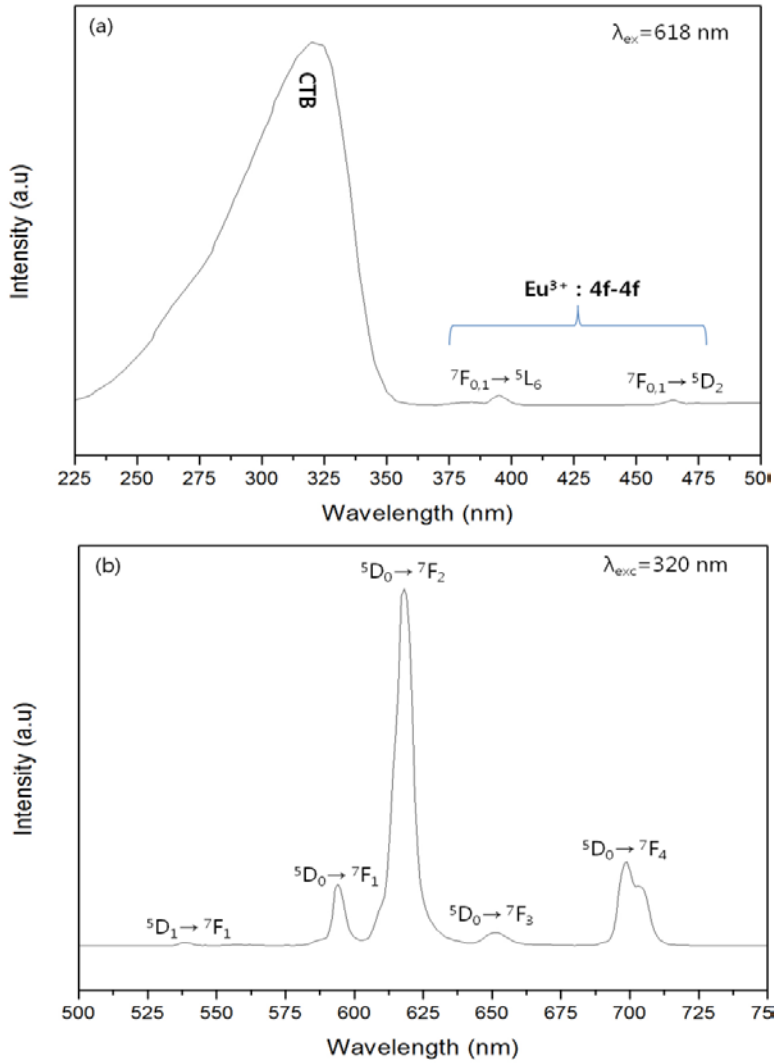 (a)
λex=618 nm
CTB
Eu³⁺ : 4f-4f
⁷F₀,₁→ ⁵L₆
⁷F₀,₁→ ⁵D₂
Intensity (a.u)
225 250 275 300 325 350 375 400 425 450 475 50
Wavelength (nm)
(b)
λexc=320 nm
⁵D₀→ ⁷F₂
⁵D₀→ ⁷F₄
⁵D₀→ ⁷F₁
⁵D₀→ ⁷F₃
⁵D₁→ ⁷F₁
Intensity (a.u)
500 525 550 575 600 625 650 675 700 725 75
Wavelength (nm)